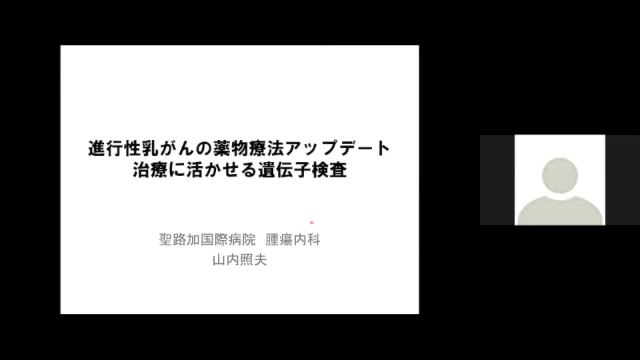 進行性乳がんの薬物療法アップデート
治療に活かせる遺伝子検査
聖路加国際病院 腫瘍内科
山内照夫